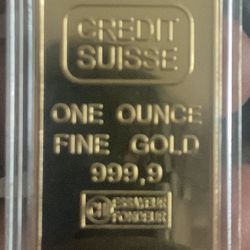 CREDIT
SUISSE
ONE OUNCE
FINE GOLD
999,9
ESSAYEUR
FONDEUR